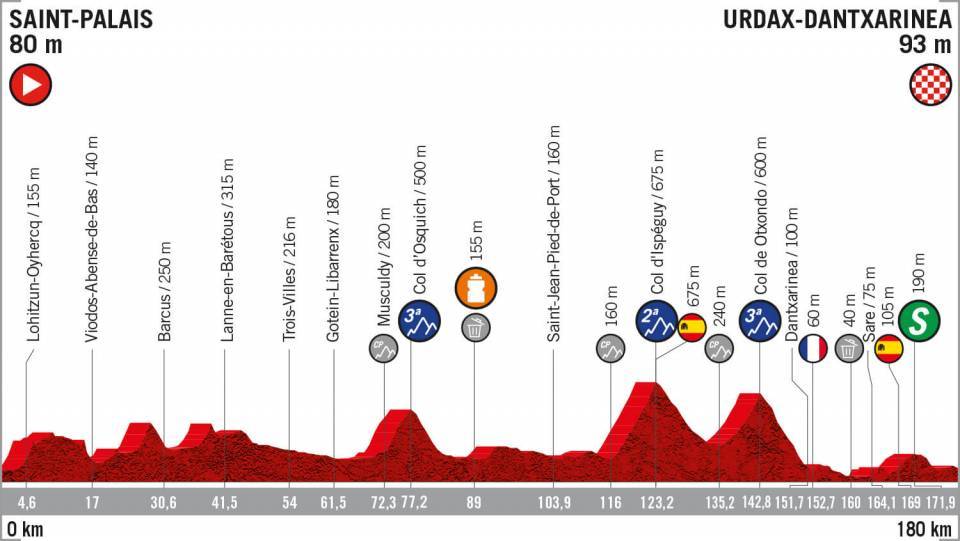 SAINT-PALAIS
80 m
URDAX-DANTXARINEA
93 m
Lohitzun-Oyhercq / 155 m
Viodos-Abense-de-Bas / 140 m
Barcus / 250 m
Lanne-en-Barétous / 315 m
Trois-Villes / 216 m
Gotein-Libarrenx / 180 m
Musculdy / 200 m
CP
Col d'Osquich / 500 m
3ª
155 m
Saint-Jean-Pied-de-Port / 160 m
160 m
CP
Col d'Ispéguy / 675 m
2ª
675 m
240 m
CP
Col de Otxondo / 600 m
3ª
Dantxarinea / 100 m
60 m
40 m
Sare / 75 m
105 m
190 m
S
4,6 17 30,6 41,5 54 61,5 72,3 77,2 89 103,9 116 123,2 135,2 142,8 151,7 152,7 160 164,1 169 171,9
0 km
180 km